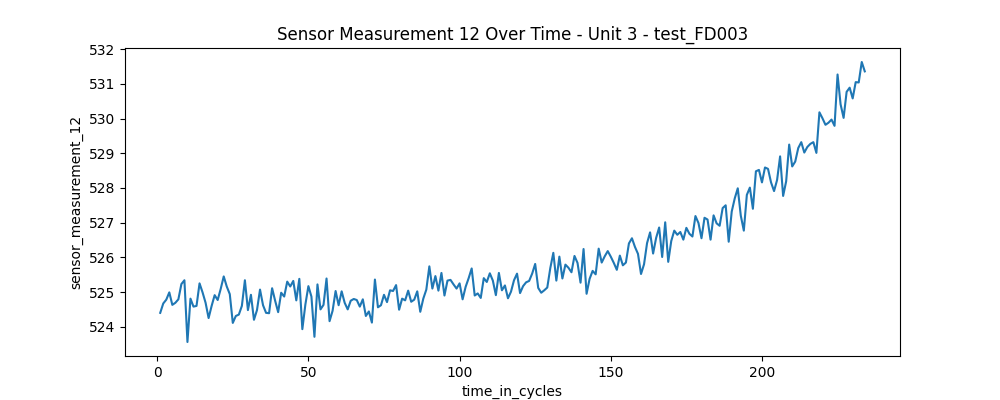 Sensor Measurement 12 Over Time - Unit 3 - test_FD003
532
531
530
529
528
527
526
525
524
sensor_measurement_12
0 50 100 150 200
time_in_cycles